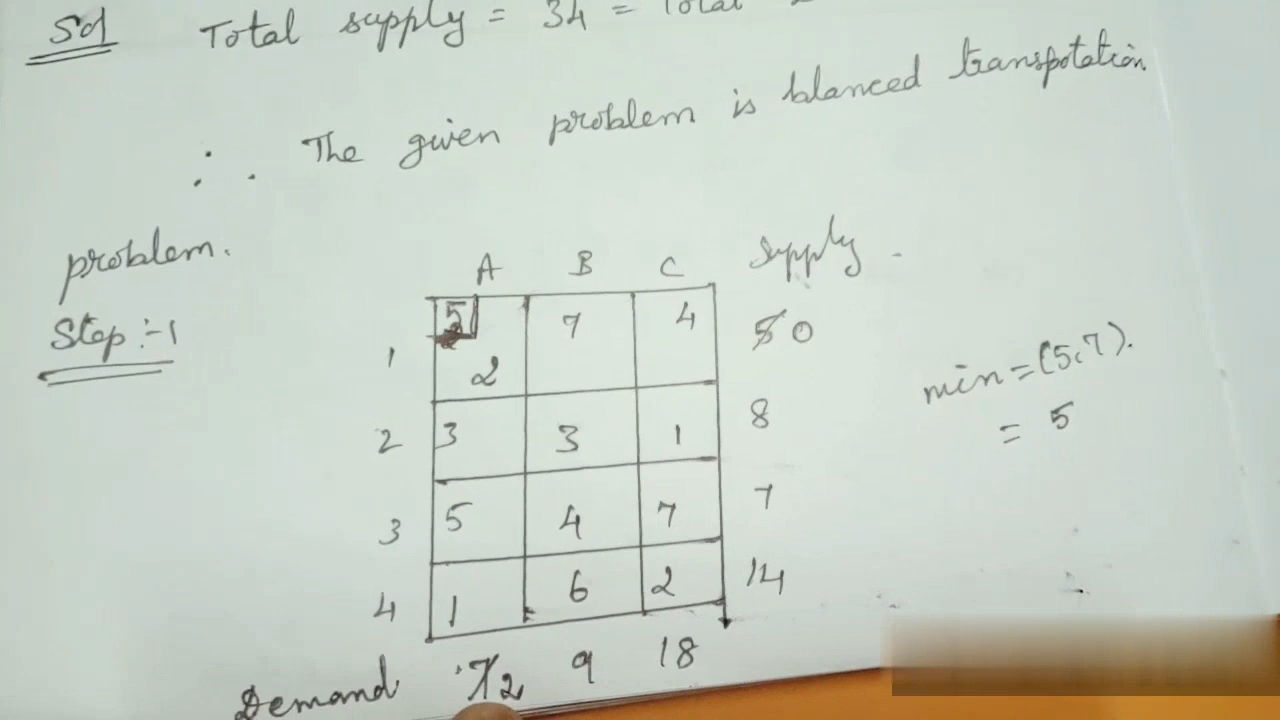 Sol Total supply = 34 = Total
∴ The given problem is blanced transpotation
problem.
Step :-1
A B C Supply
1 5 2 7 4 5 0
min = (5,7).
= 5
2 3 3 1 8
3 5 4 7 7
4 1 6 2 14
Demand 7 2 9 18